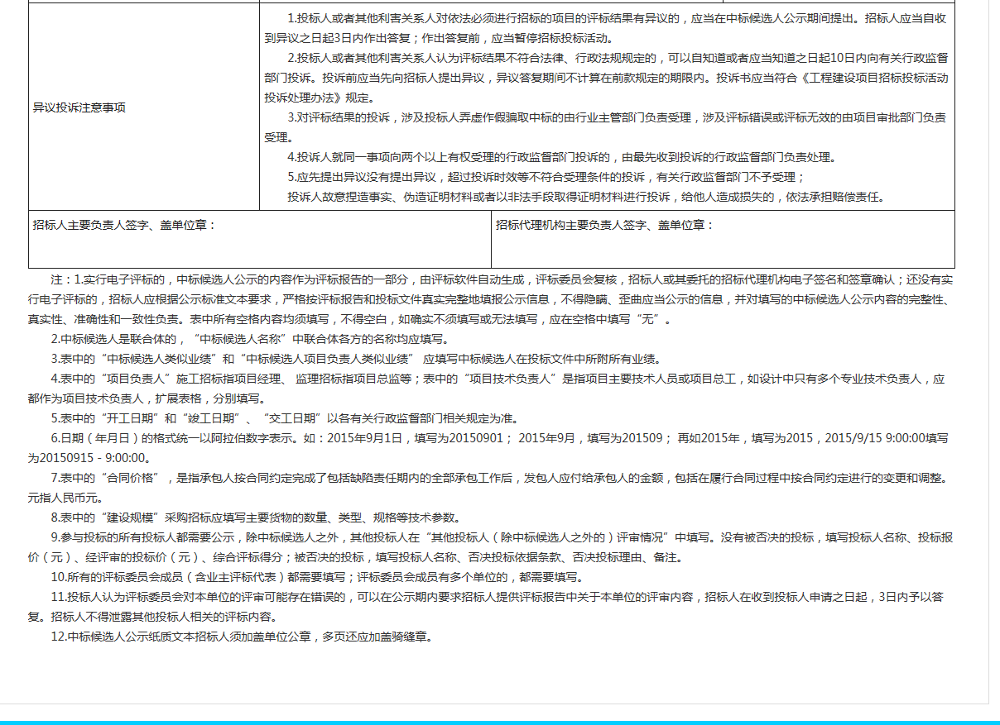 1.投标人或者其他利害关系人对依法必须进行招标的项目的评标结果有异议的，应当在中标候选人公示期间提出。招标人应当自收
到异议之日起3日内作出答复；作出答复前，应当暂停招标投标活动。
2.投标人或者其他利害关系人认为评标结果不符合法律、行政法规规定的，可以自知道或者应当知道之日起10日内向有关行政监督
部门投诉。投诉前应当先向招标人提出异议，异议答复期间不计算在前款规定的期限内。投诉书应当符合《工程建设项目招标投标活动
投诉处理办法》规定。
异议投诉注意事项
3.对评标结果的投诉，涉及投标人弄虚作假骗取中标的由行业主管部门负责受理，涉及评标错误或评标无效的由项目审批部门负责
受理。
4.投诉人就同一事项向两个以上有权受理的行政监督部门投诉的，由最先收到投诉的行政监督部门负责处理。
5.应先提出异议没有提出异议，超过投诉时效等不符合受理条件的投诉，有关行政监督部门不予受理；
投诉人故意捏造事实、伪造证明材料或者以非法手段取得证明材料进行投诉，给他人造成损失的，依法承担赔偿责任。
招标人主要负责人签字、盖单位章：
招标代理机构主要负责人签字、盖单位章：
注：1.实行电子评标的，中标候选人公示的内容作为评标报告的一部分，由评标软件自动生成，评标委员会复核，招标人或其委托的招标代理机构电子签名和签章确认；还没有实
行电子评标的，招标人应根据公示标准文本要求，严格按评标报告和投标文件真实完整地填报公示信息，不得隐瞒、歪曲应当公示的信息，并对填写的中标候选人公示内容的完整性、
真实性、准确性和一致性负责。表中所有空格内容均须填写，不得空白，如确实不须填写或无法填写，应在空格中填写“无”。
2.中标候选人是联合体的，“中标候选人名称”中联合体各方的名称均应填写。
3.表中的“中标候选人类似业绩”和“中标候选人项目负责人类似业绩” 应填写中标候选人在投标文件中所附所有业绩。
4.表中的“项目负责人”施工招标指项目经理、 监理招标指项目总监等；表中的“项目技术负责人”是指项目主要技术人员或项目总工，如设计中只有多个专业技术负责人，应
都作为项目技术负责人，扩展表格，分别填写。
5.表中的“开工日期”和“竣工日期”、“交工日期”以各有关行政监督部门相关规定为准。
6.日期（年月日）的格式统一以阿拉伯数字表示。如：2015年9月1日，填写为20150901； 2015年9月，填写为201509； 再如2015年，填写为2015，2015/9/15 9:00:00填写
为20150915－9:00:00。
7.表中的“合同价格”，是指承包人按合同约定完成了包括缺陷责任期内的全部承包工作后，发包人应付给承包人的金额，包括在履行合同过程中按合同约定进行的变更和调整。
元指人民币元。
8.表中的“建设规模”采购招标应填写主要货物的数量、类型、规格等技术参数。
9.参与投标的所有投标人都需要公示，除中标候选人之外，其他投标人在“其他投标人（除中标候选人之外的）评审情况”中填写。没有被否决的投标，填写投标人名称、投标报
价（元）、经评审的投标价（元）、综合评标得分；被否决的投标，填写投标人名称、否决投标依据条款、否决投标理由、备注。
10.所有的评标委员会成员（含业主评标代表）都需要填写；评标委员会成员有多个单位的，都需要填写。
11.投标人认为评标委员会对本单位的评审可能存在错误的，可以在公示期内要求招标人提供评标报告中关于本单位的评审内容，招标人在收到投标人申请之日起，3日内予以答
复。招标人不得泄露其他投标人相关的评标内容。
12.中标候选人公示纸质文本招标人须加盖单位公章，多页还应加盖骑缝章。